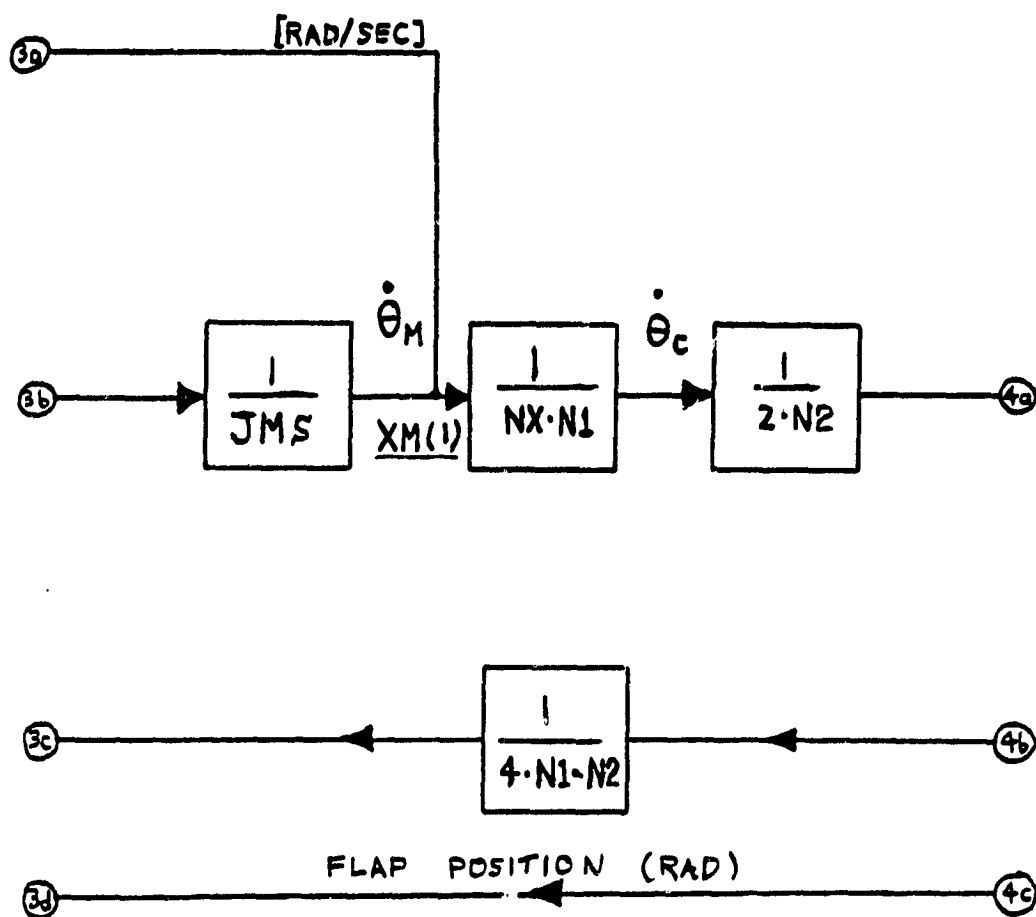 [RAD/SEC]
3a
θ̇M
θ̇c
3b
1
JMS
XM(1)
1
NX·N1
1
2·N2
4a
3c
1
4·N1·N2
4b
FLAP POSITION (RAD)
3d
4c